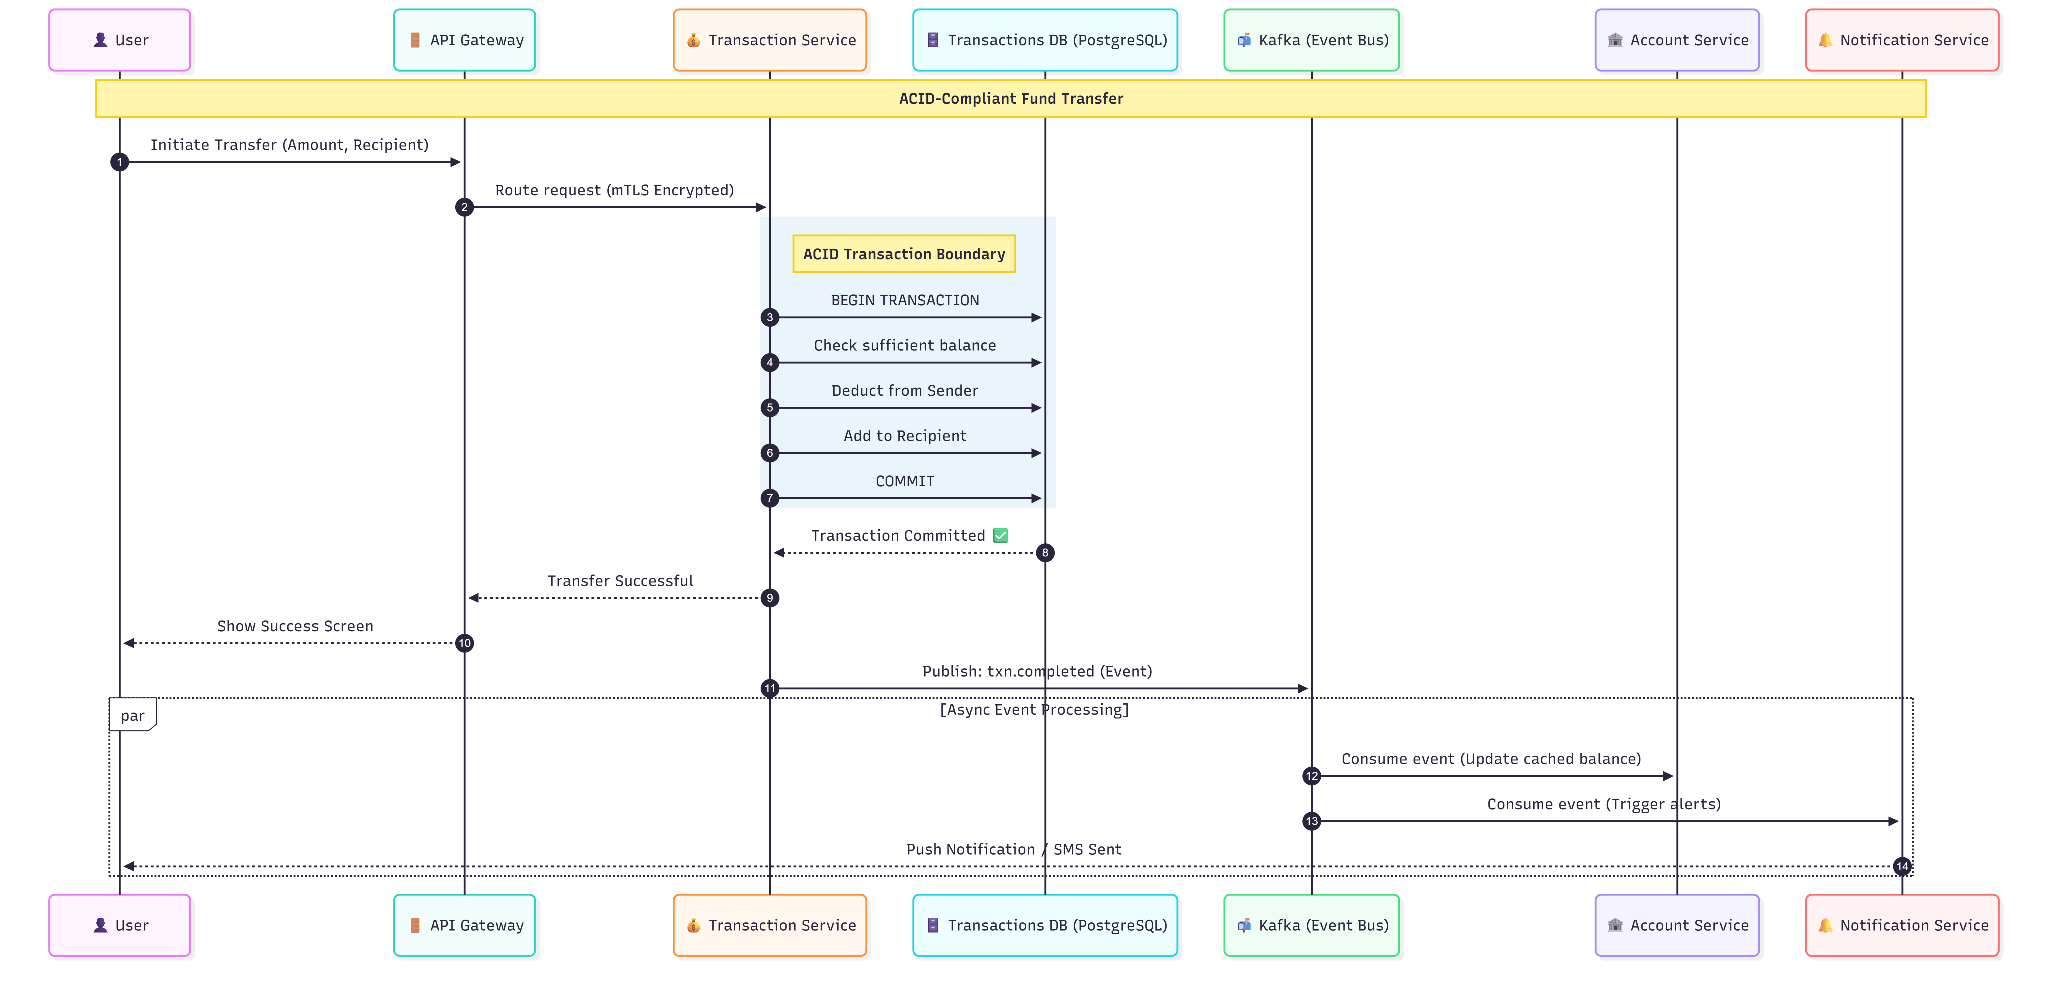 👤 User
🚪 API Gateway
💰 Transaction Service
🗄️ Transactions DB (PostgreSQL)
📬 Kafka (Event Bus)
🏦 Account Service
🔔 Notification Service
ACID-Compliant Fund Transfer
Initiate Transfer (Amount, Recipient)
1
Route request (mTLS Encrypted)
2
ACID Transaction Boundary
BEGIN TRANSACTION
3
Check sufficient balance
4
Deduct from Sender
5
Add to Recipient
6
COMMIT
7
Transaction Committed ✅
8
Transfer Successful
9
Show Success Screen
10
Publish: txn.completed (Event)
11
par
[Async Event Processing]
Consume event (Update cached balance)
12
Consume event (Trigger alerts)
13
Push Notification / SMS Sent
14
👤 User
🚪 API Gateway
💰 Transaction Service
🗄️ Transactions DB (PostgreSQL)
📬 Kafka (Event Bus)
🏦 Account Service
🔔 Notification Service